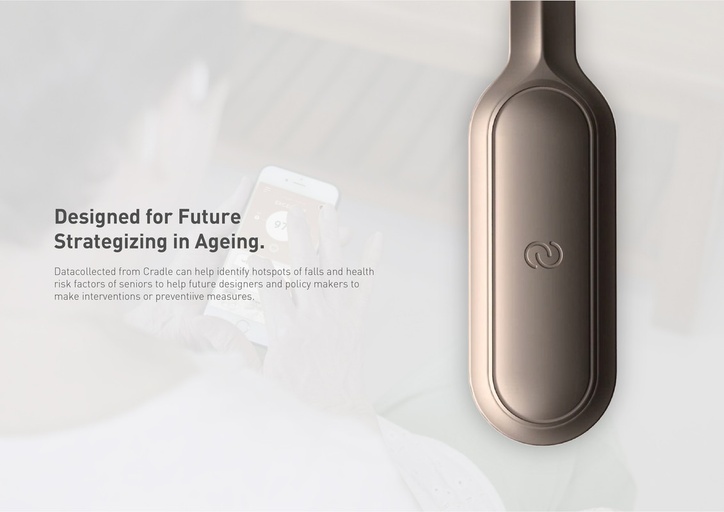 Designed for Future
Strategizing in Ageing.
Datacollected from Cradle can help identify hotspots of falls and health
risk factors of seniors to help future designers and policy makers to
make interventions or preventiive measures.
97